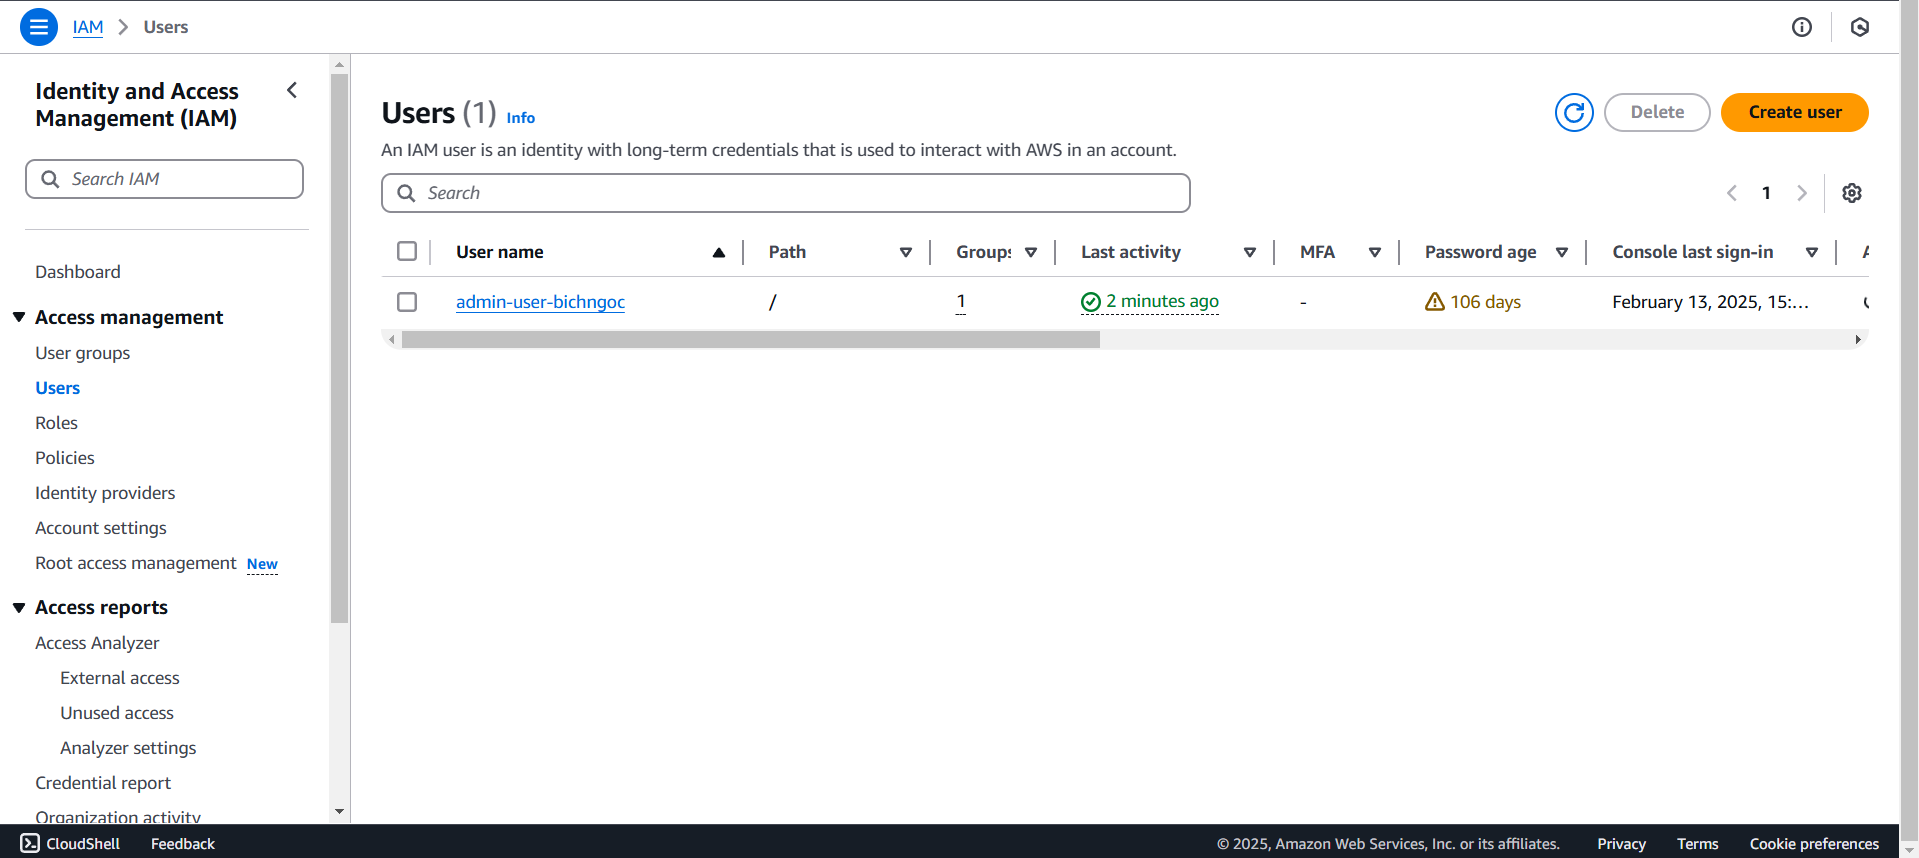 IAM > Users
Identity and Access
Management (IAM)
Search IAM
Dashboard
Access management
User groups
Users
Roles
Policies
Identity providers
Account settings
Root access management New
Access reports
Access Analyzer
External access
Unused access
Analyzer settings
Credential report
Organization activity
Users (1) Info
Delete
Create user
An IAM user is an identity with long-term credentials that is used to interact with AWS in an account.
Search
1
User name Path Groups Last activity MFA Password age Console last sign-in
admin-user-bichngoc / 1 2 minutes ago - 106 days February 13, 2025, 15:...
CloudShell Feedback © 2025, Amazon Web Services, Inc. or its affiliates. Privacy Terms Cookie preferences